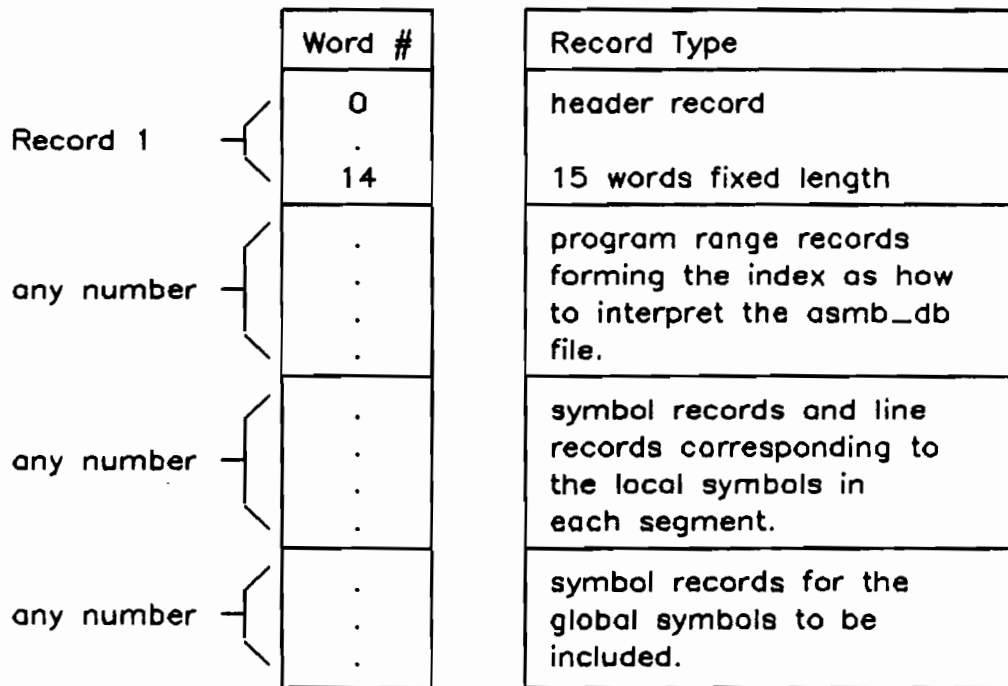 Word #
Record Type
Record 1
0
.
14
header record
15 words fixed length
any number
.
.
.
.
program range records
forming the index as how
to interpret the asmb_db
file.
any number
.
.
.
.
symbol records and line
records corresponding to
the local symbols in
each segment.
any number
.
.
.
.
symbol records for the
global symbols to be
included.